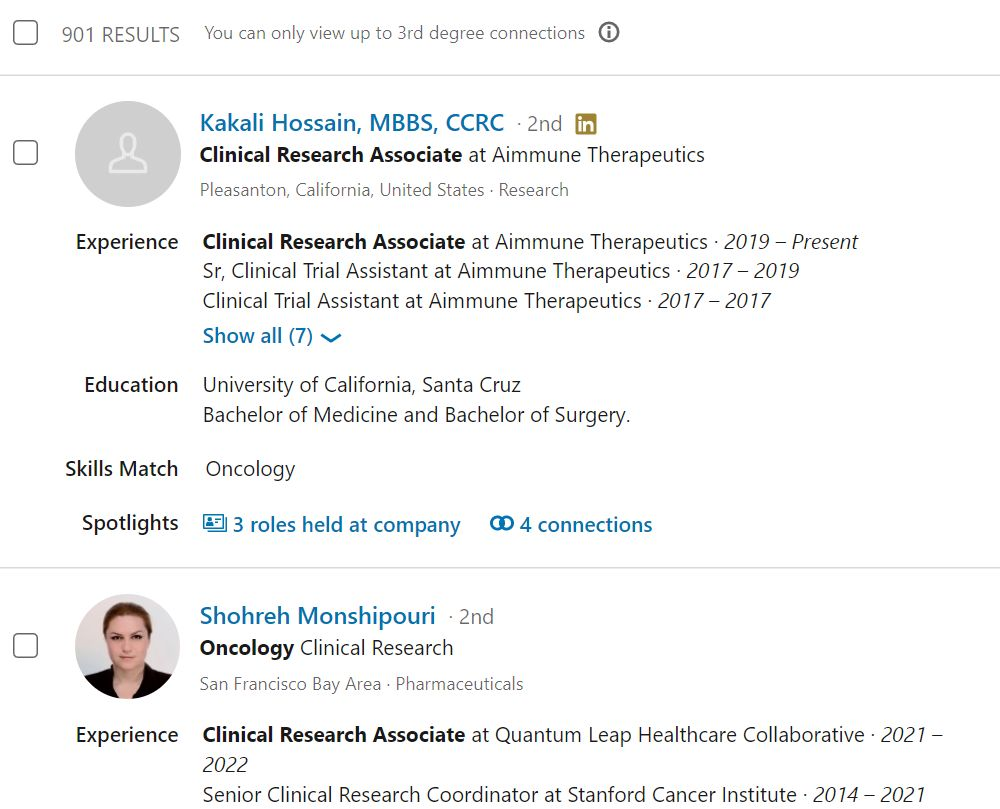 901 RESULTS You can only view up to 3rd degree connections
Kakali Hossain, MBBS, CCRC · 2nd in
Clinical Research Associate at Aimmune Therapeutics
Pleasanton, California, United States · Research
Experience Clinical Research Associate at Aimmune Therapeutics · 2019 – Present
Sr, Clinical Trial Assistant at Aimmune Therapeutics · 2017 – 2019
Clinical Trial Assistant at Aimmune Therapeutics · 2017 – 2017
Show all (7)
Education University of California, Santa Cruz
Bachelor of Medicine and Bachelor of Surgery.
Skills Match Oncology
Spotlights 3 roles held at company 4 connections
Shohreh Monshipouri · 2nd
Oncology Clinical Research
San Francisco Bay Area · Pharmaceuticals
Experience Clinical Research Associate at Quantum Leap Healthcare Collaborative · 2021 –
2022
Senior Clinical Research Coordinator at Stanford Cancer Institute · 2014 – 2021